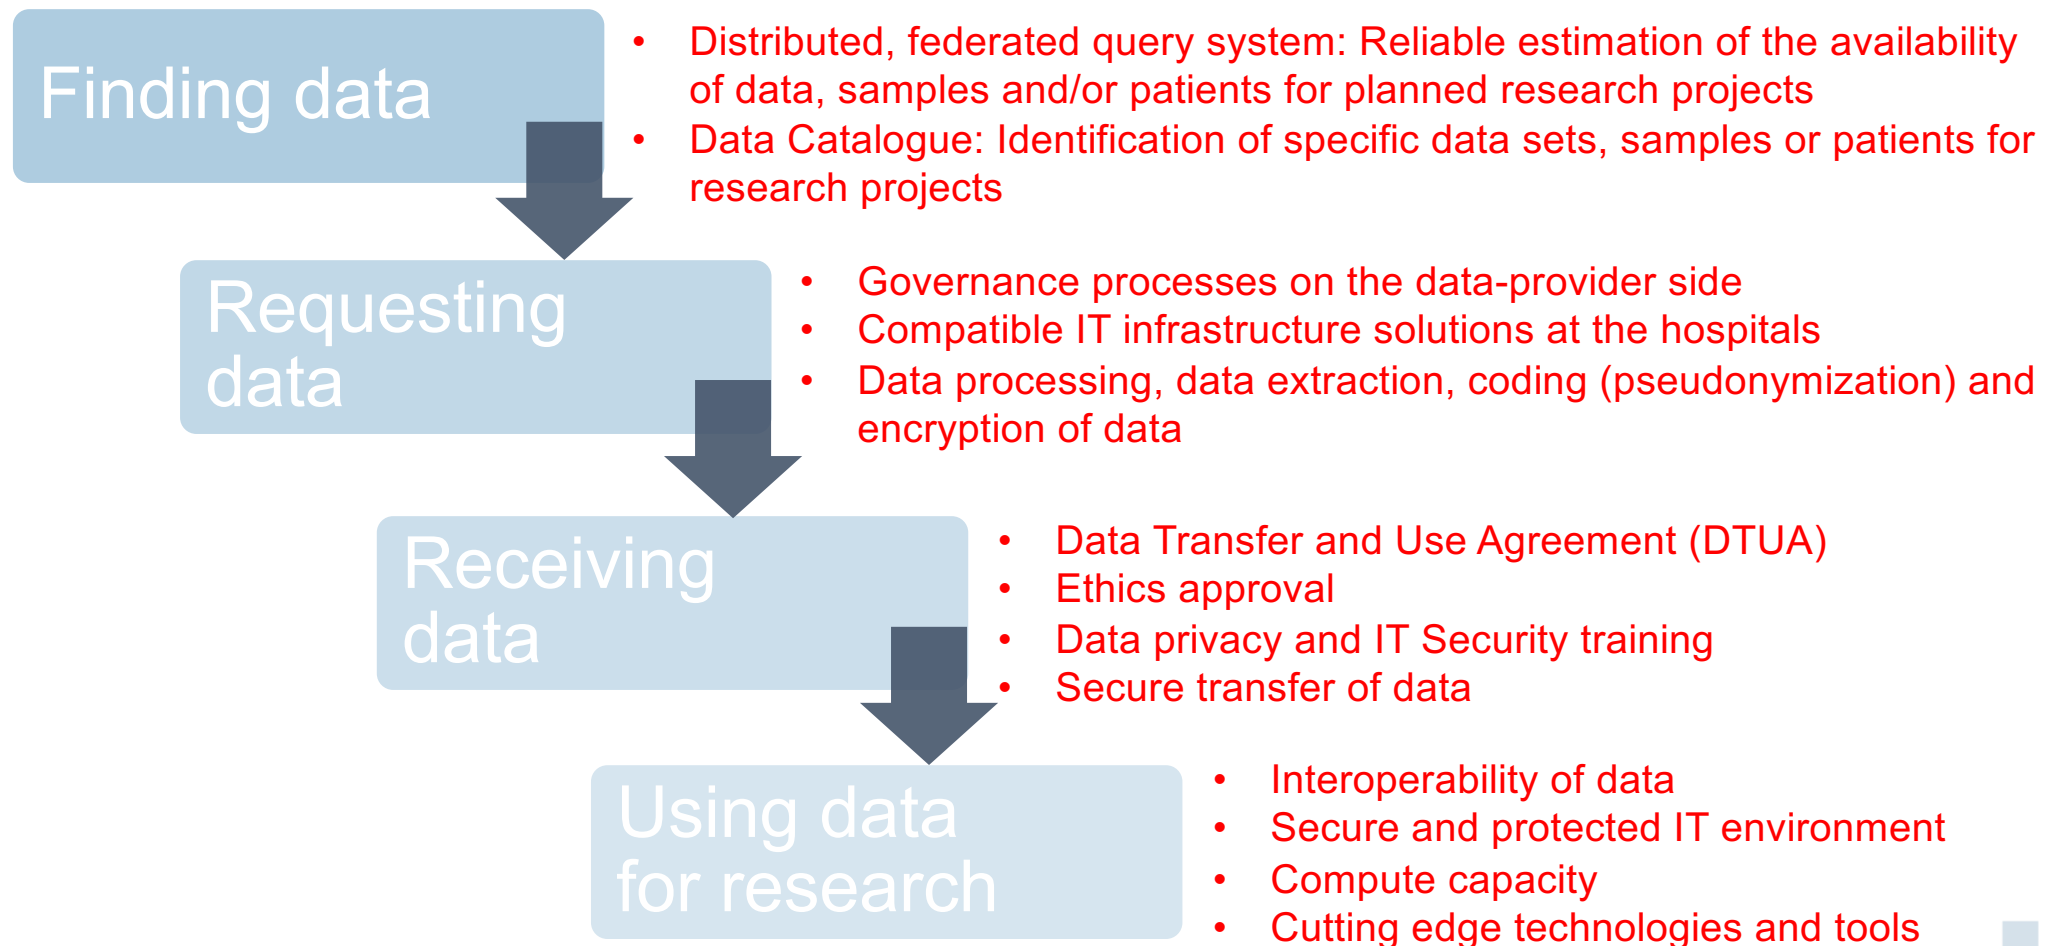 Finding data
• Distributed, federated query system: Reliable estimation of the availability
of data, samples and/or patients for planned research projects
• Data Catalogue: Identification of specific data sets, samples or patients for
research projects
Requesting
data
• Governance processes on the data-provider side
• Compatible IT infrastructure solutions at the hospitals
• Data processing, data extraction, coding (pseudonymization) and
encryption of data
Receiving
data
• Data Transfer and Use Agreement (DTUA)
• Ethics approval
• Data privacy and IT Security training
• Secure transfer of data
Using data
for research
• Interoperability of data
• Secure and protected IT environment
• Compute capacity
• Cutting edge technologies and tools